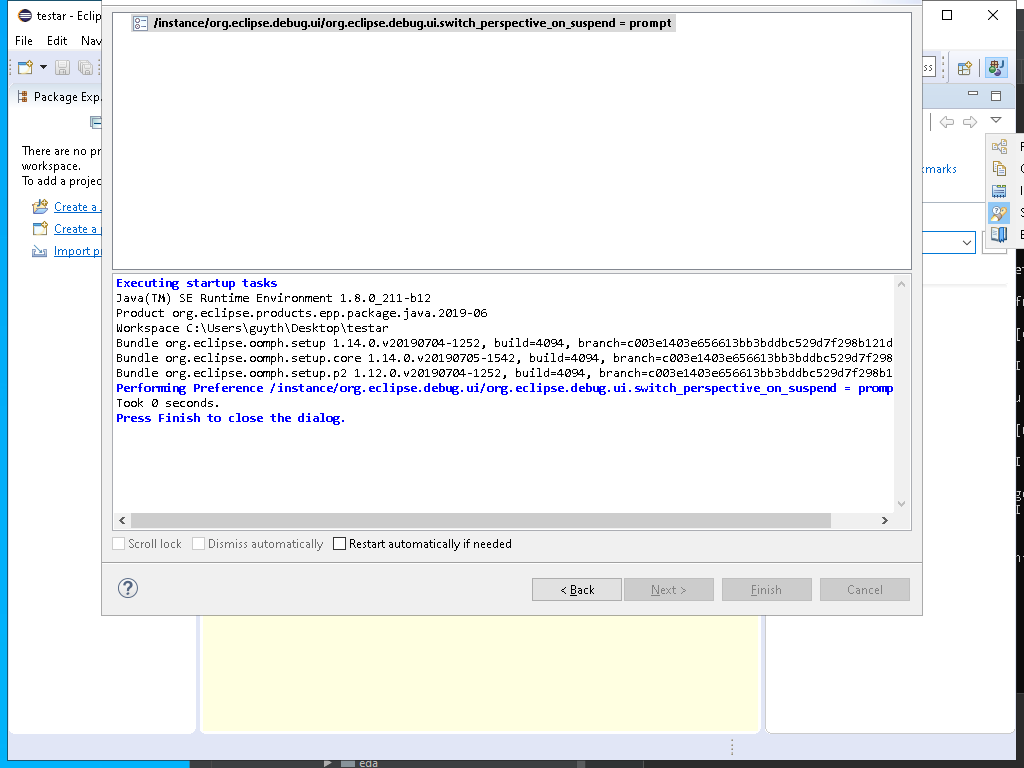 testar - Eclip
File Edit Nav
Package Exp
There are no pr
workspace.
To add a projec
Create a
Create a
Import p
/instance/org.eclipse.debug.ui/org.eclipse.debug.ui.switch_perspective_on_suspend = prompt
Executing startup tasks
Java(TM) SE Runtime Environment 1.8.0_211-b12
Product org.eclipse.products.epp.package.java.2019-06
Workspace C:\Users\guyth\Desktop\testar
Bundle org.eclipse.oomph.setup 1.14.0.v20190704-1252, build=4094, branch=c003e1403e656613bb3bddbc529d7f298b121d
Bundle org.eclipse.oomph.setup.core 1.14.0.v20190705-1542, build=4094, branch=c003e1403e656613bb3bddbc529d7f298
Bundle org.eclipse.oomph.setup.p2 1.12.0.v20190704-1252, build=4094, branch=c003e1403e656613bb3bddbc529d7f298b1
Performing Preference /instance/org.eclipse.debug.ui/org.eclipse.debug.ui.switch_perspective_on_suspend = promp
Took 0 seconds.
Press Finish to close the dialog.
Scroll lock Dismiss automatically Restart automatically if needed
< Back Next > Finish Cancel
ss
marks
eda